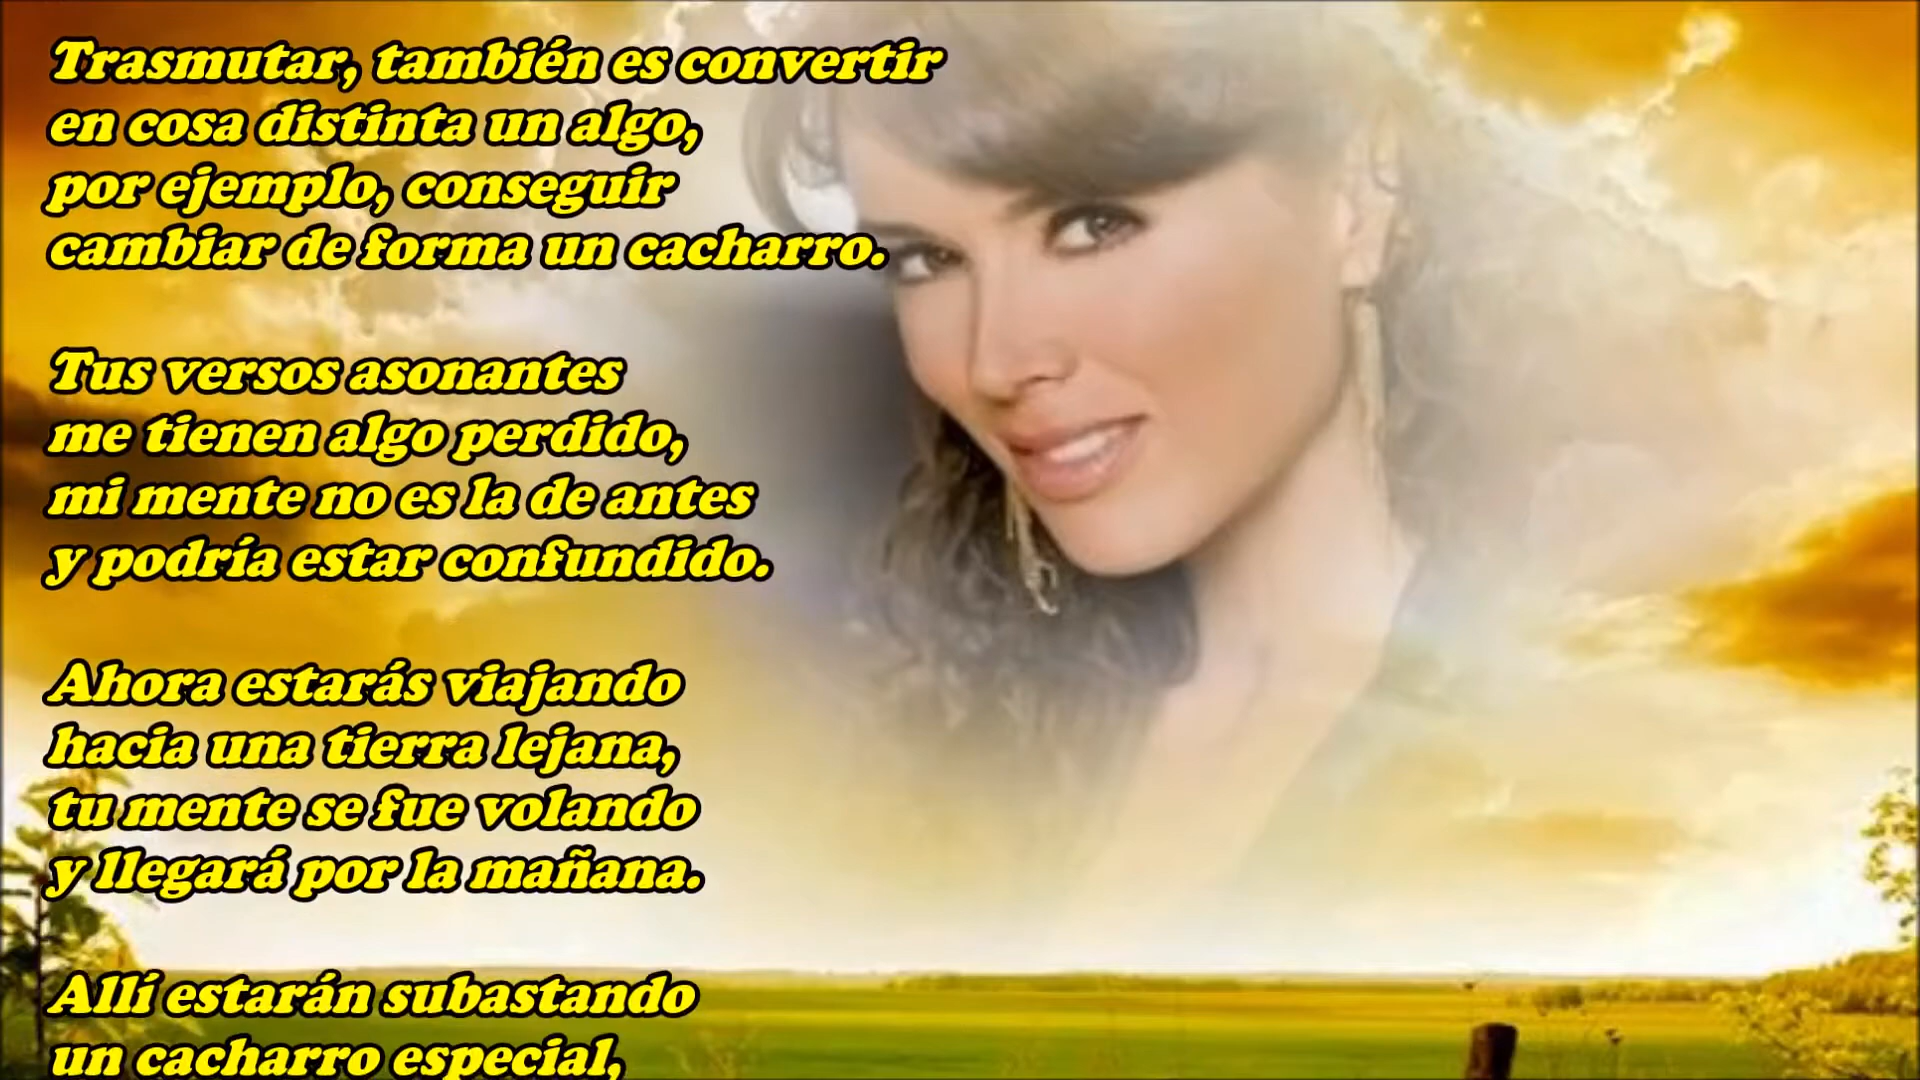 Trasmutar, también es convertir
en cosa distinta un algo,
por ejemplo, conseguir
cambiar de forma un cacharro.
Tus versos asonantes
me tienen algo perdido,
mi mente no es la de antes
y podría estar confundido.
Ahora estarás viajando
hacia una tierra lejana,
tu mente se fue volando
y llegará por la mañana.
Allí estarán subastando
un cacharro especial,